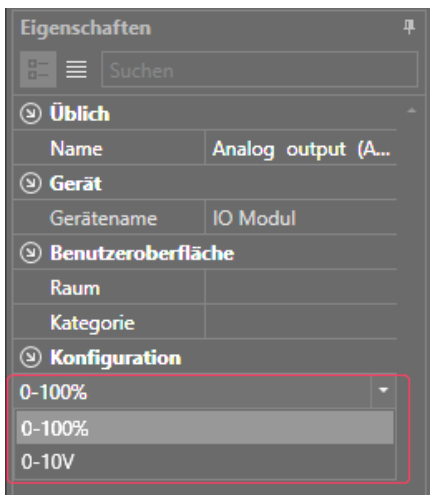 Eigenschaften
Suchen
Üblich
Name Analog output (A...
Gerät
Gerätename IO Modul
Benutzeroberfläche
Raum
Kategorie
Konfiguration
0-100%
0-100%
0-10V